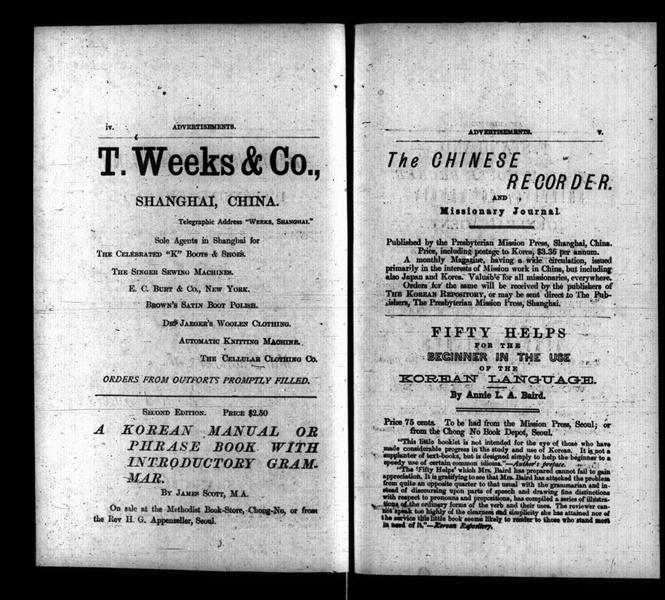 iv. ADVERTISEMENTS.
T. Weeks & Co.,
SHANGHAI, CHINA.
Telegraphic Address "WEEKS, SHANGHAI."
Sole Agents in Shanghai for
THE CELEBRATED "K" BOOTS & SHOES.
THE SINGER SEWING MACHINES.
E. C. BURT & CO., NEW YORK.
BROWN'S SATIN BOOT POLISH.
DR. JAEGER'S WOOLEN CLOTHING.
AUTOMATIC KNITTING MACHINE.
THE CELLULAR CLOTHING CO.
ORDERS FROM OUTPORTS PROMPTLY FILLED.
SECOND EDITION. PRICE $2.50
A KOREAN MANUAL OR
PHRASE BOOK WITH
INTRODUCTORY GRAM-
MAR.
BY JAMES SCOTT, M.A.
On sale at the Methodist Book-Store, Chong-No, or from
the Rev H. G. Appenzeller, Seoul.
ADVERTISEMENTS. v.
The CHINESE
RECORDER.
AND
Missionary Journal.
Published by the Presbyterian Mission Press, Shanghai, China.
Price, including postage to Korea, $3.36 per annum.
A monthly Magazine, having a wide circulation, issued
primarily in the interests of Mission work in China, but including
also Japan and Korea. Valuable for all missionaries, everywhere.
Orders for the same will be received by the publishers of
THE KOREAN REPOSITORY, or may be sent direct to The Pub-
lishers, The Presbyterian Mission Press, Shanghai.
FIFTY HELPS
FOR THE
BEGINNER IN THE USE
OF THE
KOREAN LANGUAGE.
By Annie L. A. Baird.
Price 75 cents. To be had from the Mission Press, Seoul; or
from the Chong No Book Depot, Seoul.
"This little booklet is not intended for the eye of those who have
made considerable progress in the study and use of Korean. It is not a
supplanter of text-books, but is designed simply to help the beginner to a
speedy use of certain common idioms."—Author's preface.
"The 'Fifty Helps' which Mrs. Baird has prepared cannot fail to gain
appreciation. It is gratifying to see that Mrs. Baird has attacked the problem
from quite an opposite quarter to that usual with the grammarian and in-
stead of discoursing upon parts of speech and drawing fine distinctions
with respect to pronouns and prepositions, has compiled a series of illustra-
tions of the ordinary forms of the verb and their uses. The reviewer can-
not speak too highly of the clearness and simplicity she has attained nor of
the service this little book seems likely to render to those who stand most
in need of it."—Korean Repository.